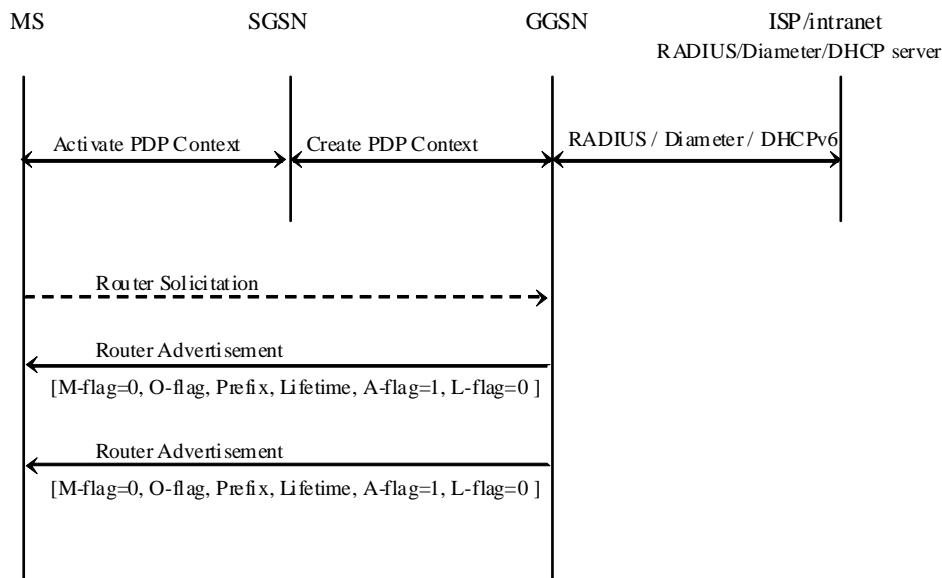 MS
SGSN
GGSN
ISP/intranet
RADIUS/Diameter/DHCP server
Activate PDP Context
Create PDP Context
RADIUS / Diameter / DHCPv6
Router Solicitation
Router Advertisement
[M-flag=0, O-flag, Prefix, Lifetime, A-flag=1, L-flag=0 ]
Router Advertisement
[M-flag=0, O-flag, Prefix, Lifetime, A-flag=1, L-flag=0 ]